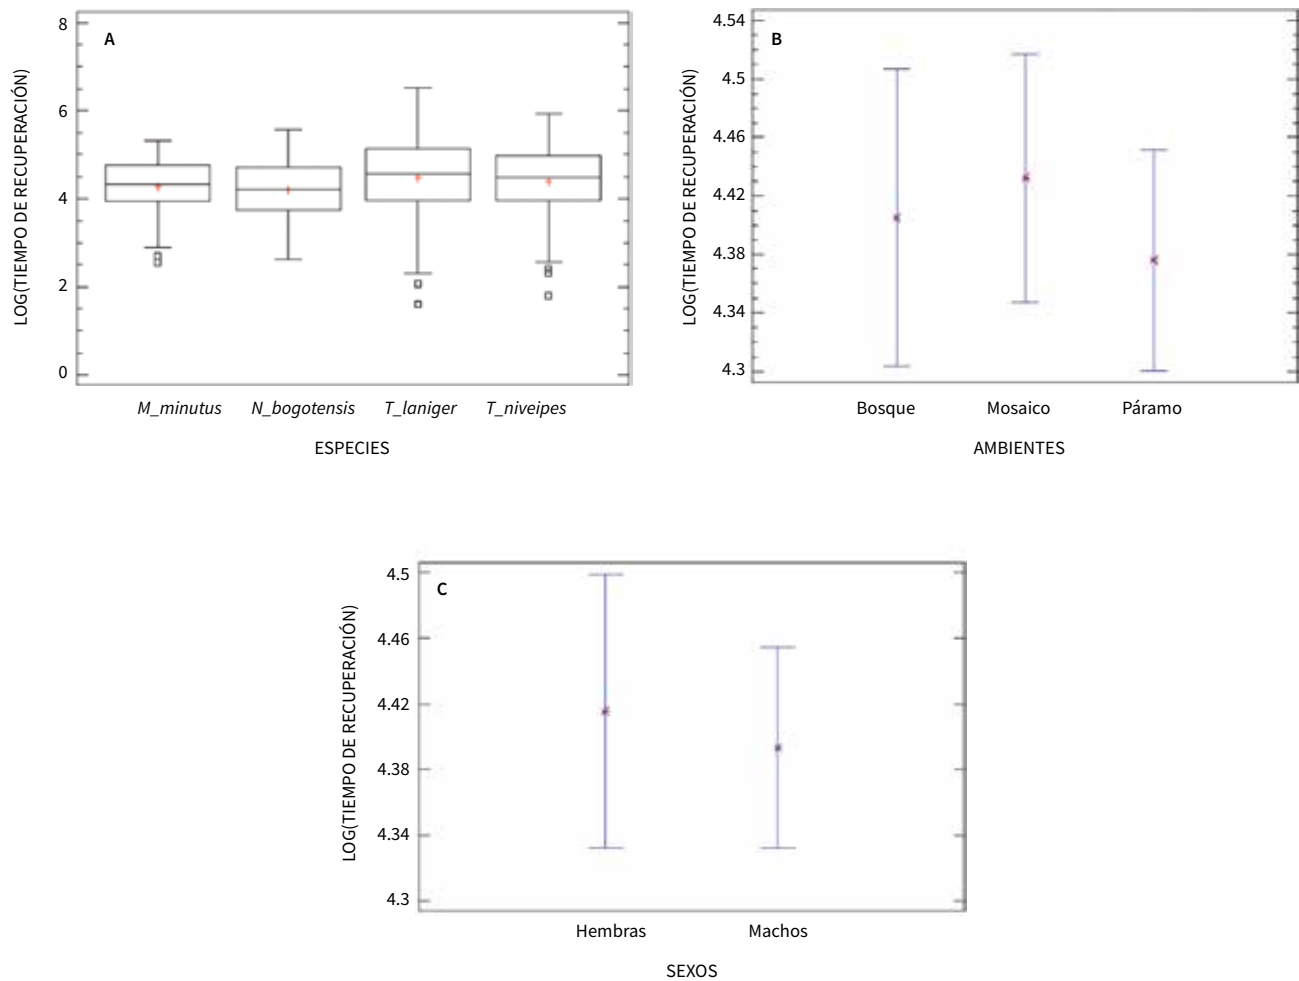 A
LOG(TIEMPO DE RECUPERACIÓN)
8
6
4
2
0
M_minutus N_bogotensis T_laniger T_niveipes
ESPECIES
B
LOG(TIEMPO DE RECUPERACIÓN)
4.54
4.5
4.46
4.42
4.38
4.34
4.3
Bosque Mosaico Páramo
AMBIENTES
C
LOG(TIEMPO DE RECUPERACIÓN)
4.5
4.46
4.42
4.38
4.34
4.3
Hembras Machos
SEXOS